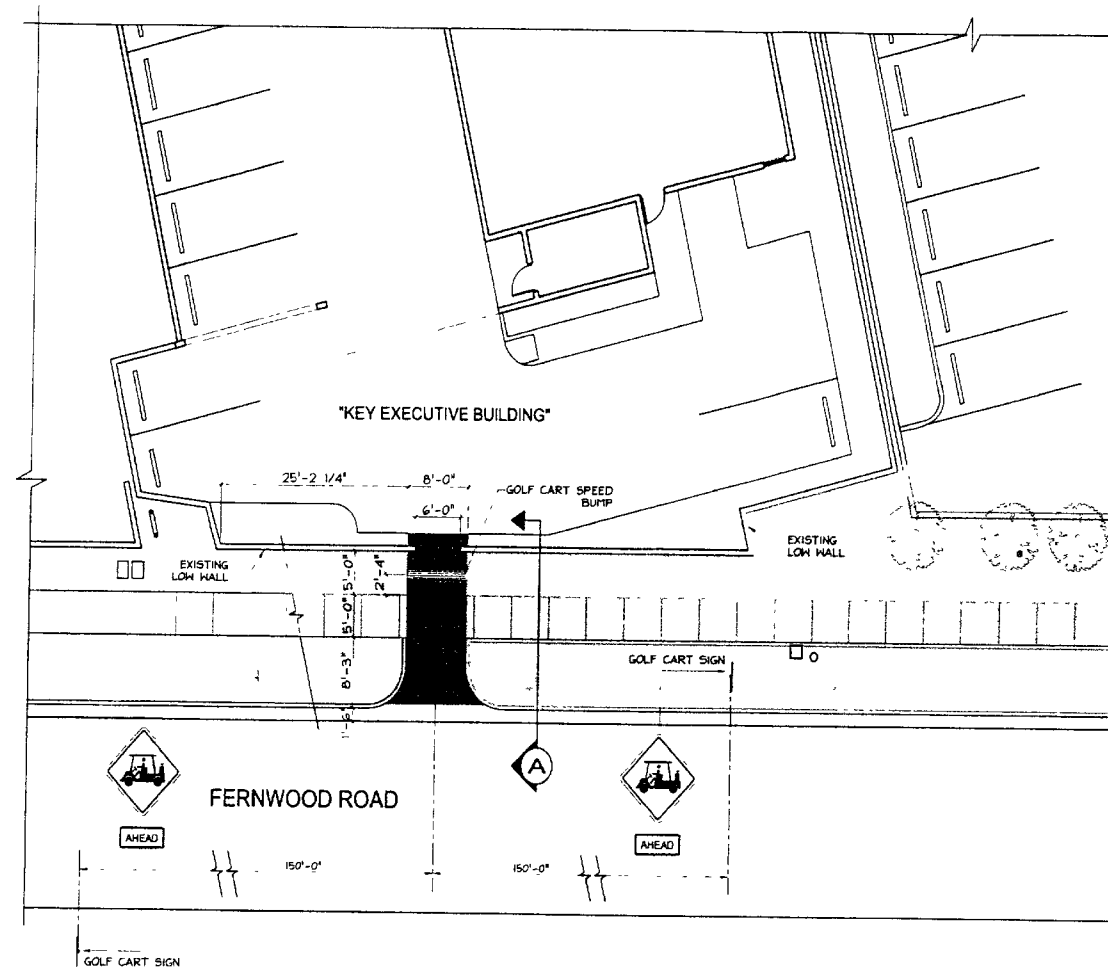 "KEY EXECUTIVE BUILDING"
25'-2 1/4"
8'-0"
6'-0"
GOLF CART SPEED
BUMP
EXISTING
LOW WALL
EXISTING
LOW WALL
5'-0"
2'-4"
5'-0"
8'-3"
1'-6"
GOLF CART SIGN
A
FERNWOOD ROAD
AHEAD
AHEAD
150'-0"
150'-0"
GOLF CART SIGN